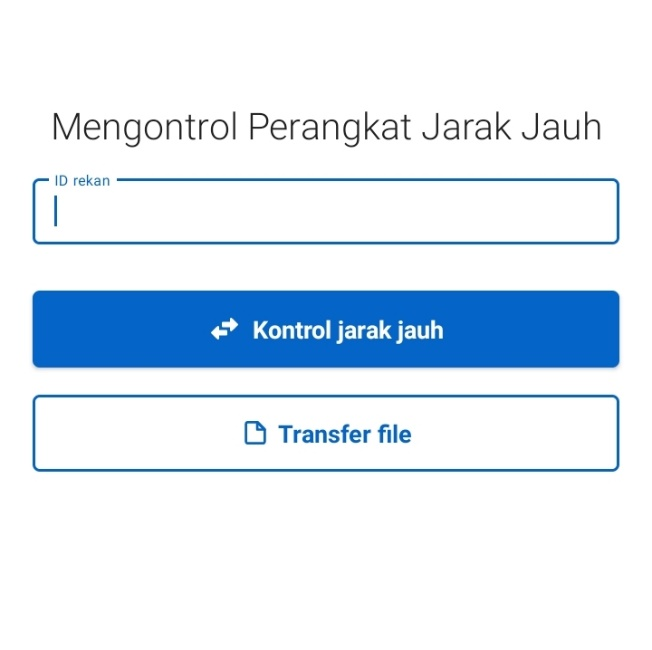 Mengontrol Perangkat Jarak Jauh
ID rekan
Kontrol jarak jauh
Transfer file